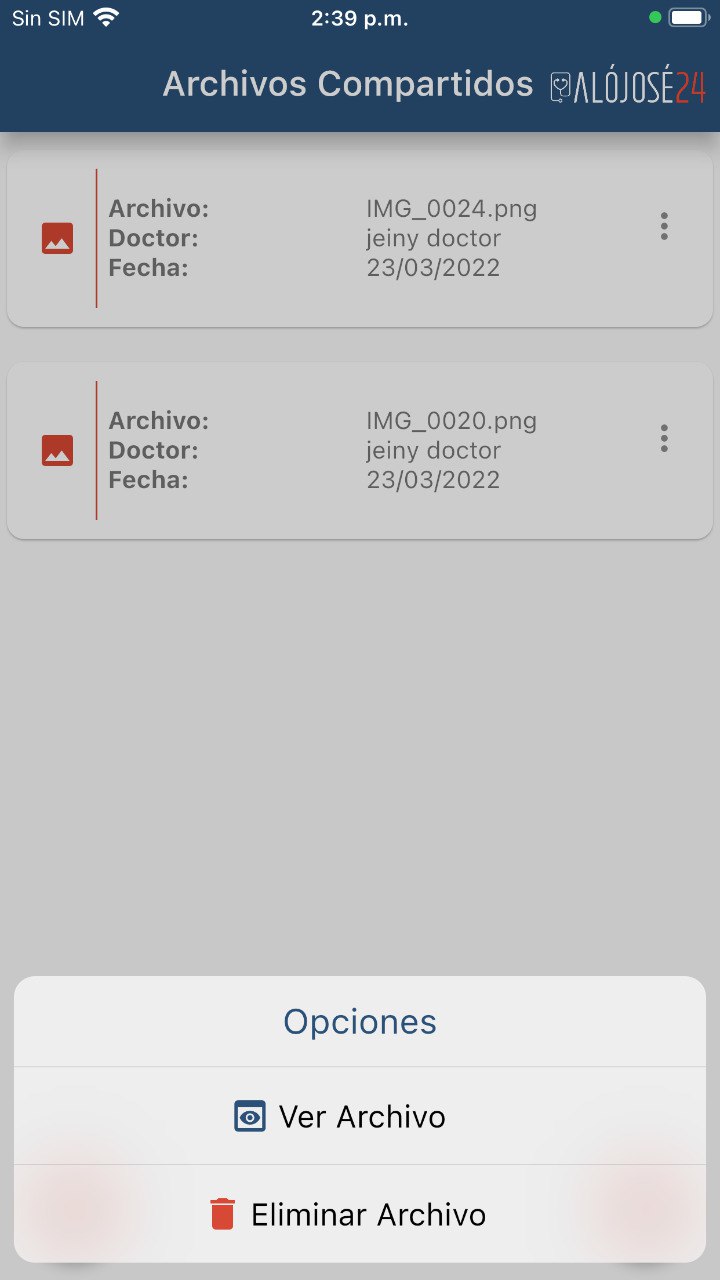 Sin SIM 2:39 p.m.
Archivos Compartidos ALÓJOSÉ24
Archivo: IMG_0024.png
Doctor: jeiny doctor
Fecha: 23/03/2022
Archivo: IMG_0020.png
Doctor: jeiny doctor
Fecha: 23/03/2022
Opciones
Ver Archivo
Eliminar Archivo